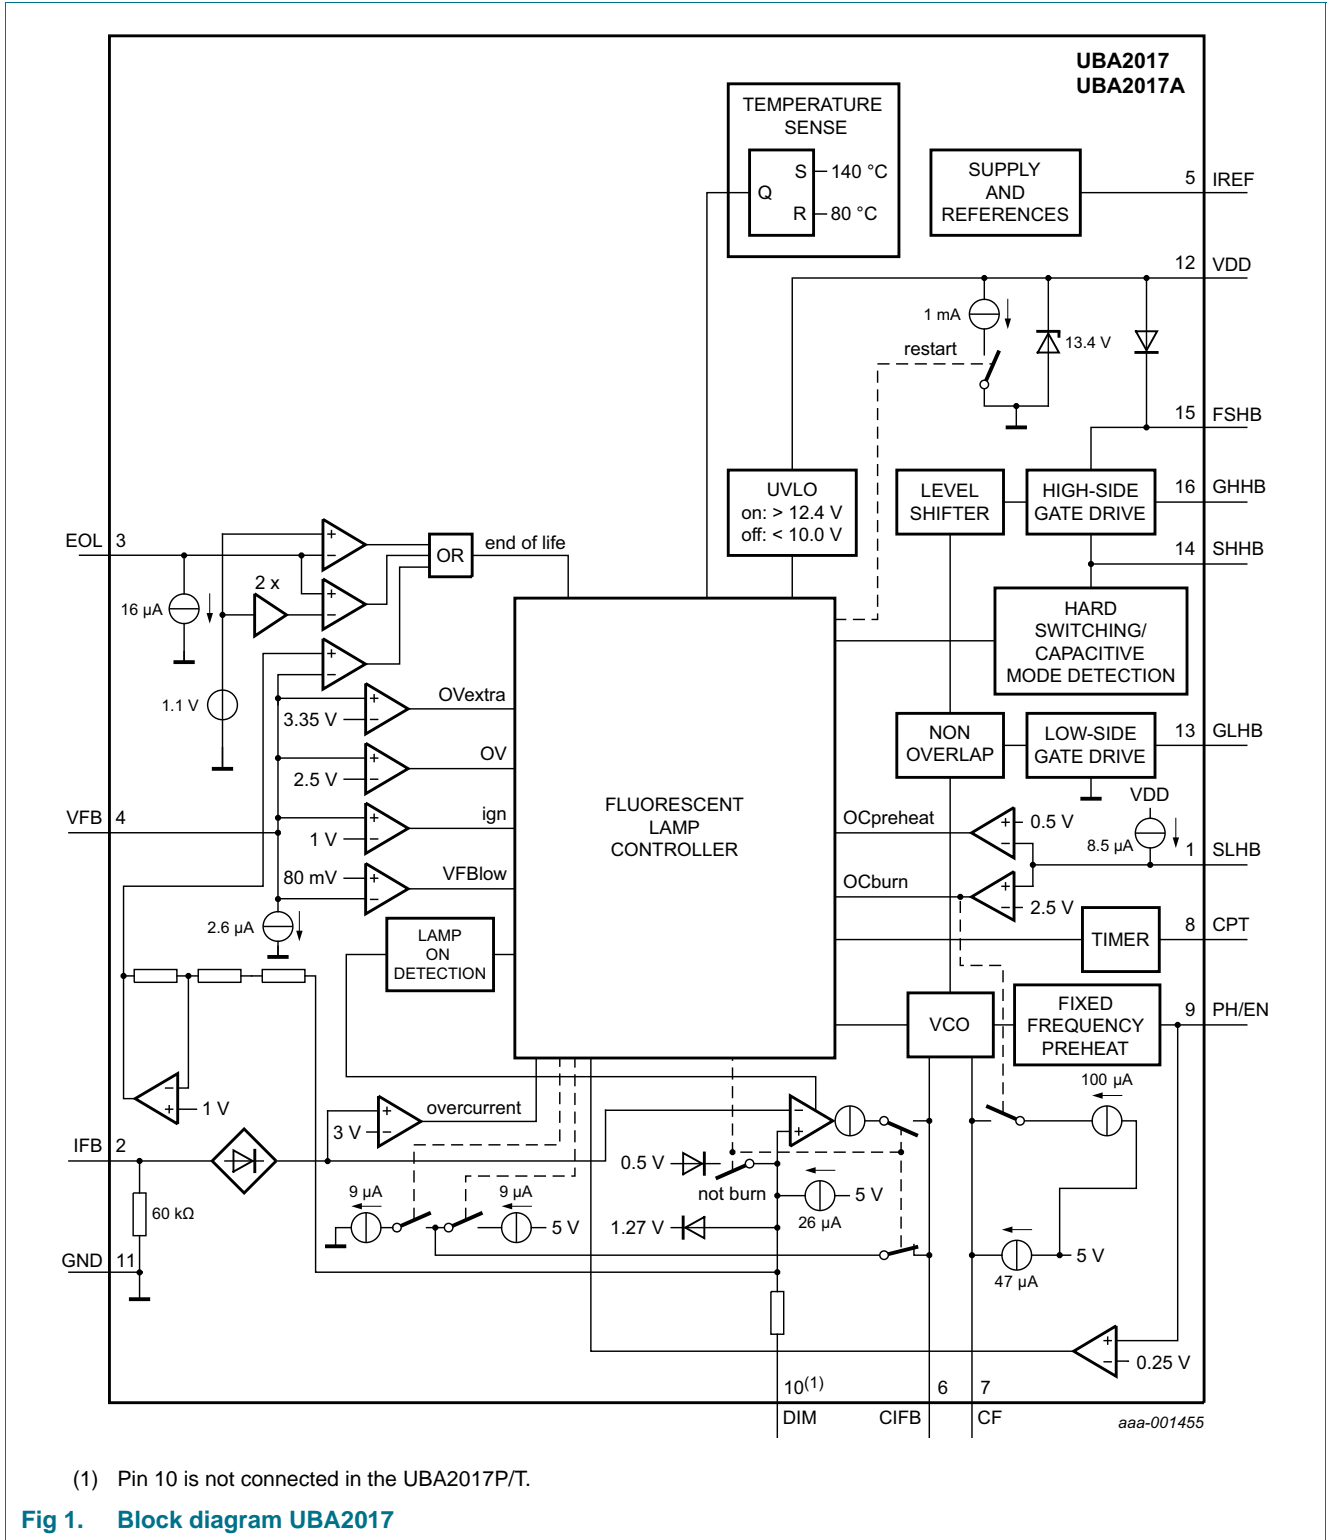 UBA2017
UBA2017A
TEMPERATURE
SENSE
S
140 °C
Q
R
80 °C
SUPPLY
AND
REFERENCES
5
IREF
12
VDD
1 mA
13.4 V
restart
15
FSHB
UVLO
on: > 12.4 V
off: < 10.0 V
LEVEL
SHIFTER
HIGH-SIDE
GATE DRIVE
16
GHHB
14
SHHB
EOL
3
+
−
OR
end of life
2 x
+
−
16 µA
HARD
SWITCHING/
CAPACITIVE
MODE DETECTION
+
−
1.1 V
OVextra
+
3.35 V
−
NON
OVERLAP
LOW-SIDE
GATE DRIVE
13
GLHB
OV
+
2.5 V
−
FLUORESCENT
LAMP
CONTROLLER
VDD
VFB
4
ign
+
1 V
−
OCpreheat
+
0.5 V
−
8.5 µA
1
SLHB
80 mV
+
−
VFBlow
OCburn
+
−
2.5 V
2.6 µA
LAMP
ON
DETECTION
TIMER
8
CPT
VCO
FIXED
FREQUENCY
PREHEAT
9
PH/EN
−
+
1 V
100 µA
+
3 V
−
overcurrent
−
+
IFB
2
0.5 V
not burn
5 V
26 µA
60 kΩ
9 µA
9 µA
5 V
1.27 V
GND
11
5 V
47 µA
+
−
0.25 V
10(1)
6
7
DIM
CIFB
CF
aaa-001455
(1) Pin 10 is not connected in the UBA2017P/T.
Fig 1. Block diagram UBA2017